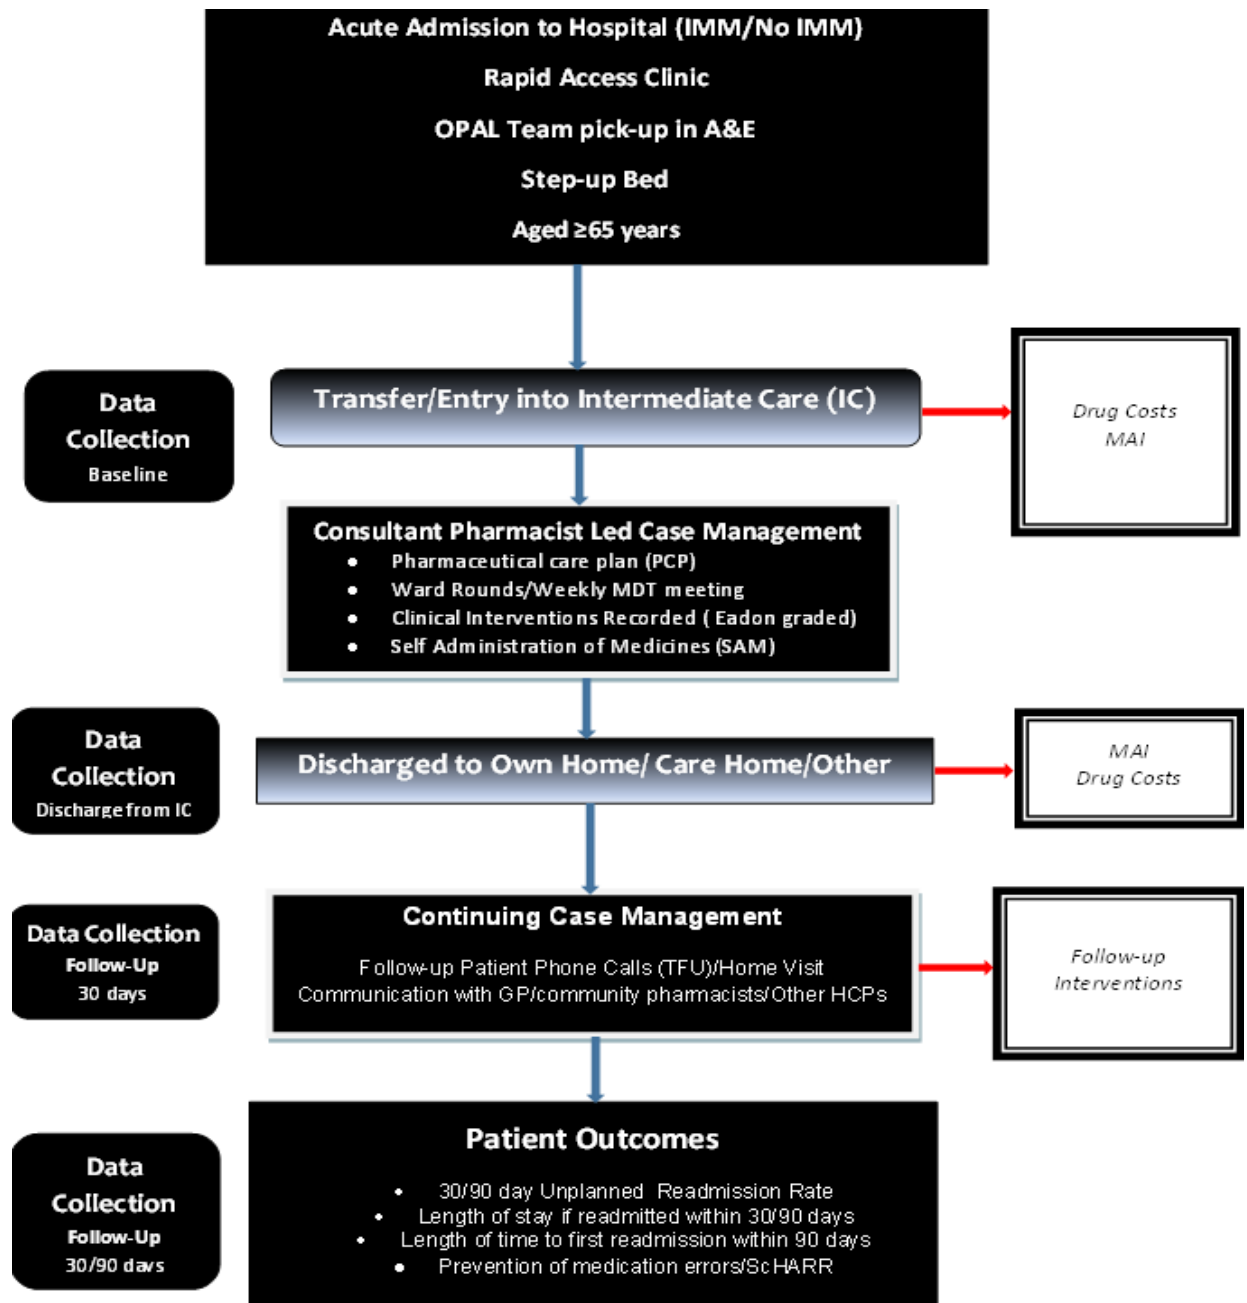 Acute Admission to Hospital (IMM/No IMM)
Rapid Access Clinic
OPAL Team pick-up in A&E
Step-up Bed
Aged ≥65 years
Data
Collection
Baseline
Transfer/Entry into Intermediate Care (IC)
Drug Costs
MAI
Consultant Pharmacist Led Case Management
• Pharmaceutical care plan (PCP)
• Ward Rounds/Weekly MDT meeting
• Clinical Interventions Recorded ( Eadon graded)
• Self Administration of Medicines (SAM)
Data
Collection
Discharge from IC
Discharged to Own Home/ Care Home/Other
MAI
Drug Costs
Data Collection
Follow-Up
30 days
Continuing Case Management
Follow-up Patient Phone Calls (TFU)/Home Visit
Communication with GP/community pharmacists/Other HCPs
Follow-up
Interventions
Data
Collection
Follow-Up
30/90 days
Patient Outcomes
• 30/90 day Unplanned Readmission Rate
• Length of stay if readmitted within 30/90 days
• Length of time to first readmission within 90 days
• Prevention of medication errors/ScHARR